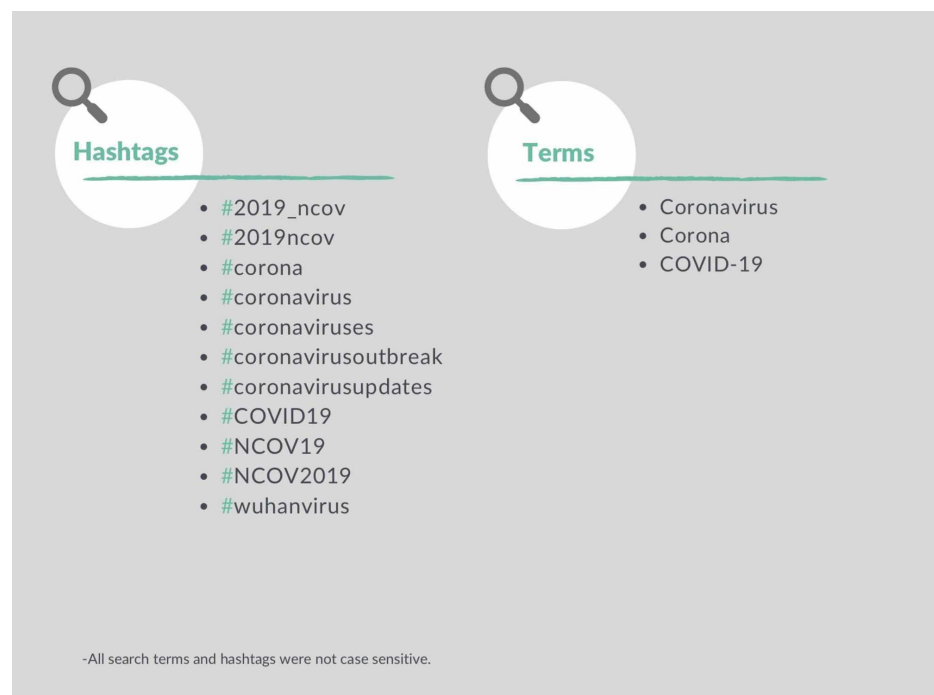 Hashtags
#2019_ncov
#2019ncov
#corona
#coronavirus
#coronaviruses
#coronavirusoutbreak
#coronavirusupdates
#COVID19
#NCOV19
#NCOV2019
#wuhanvirus
Terms
Coronavirus
Corona
COVID-19
-All search terms and hashtags were not case sensitive.